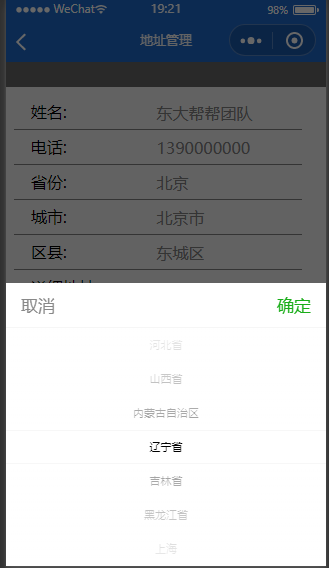 ●●●●● WeChat 19:21 98%
地址管理
姓名: 东大帮帮团队
电话: 1390000000
省份: 北京
城市: 北京市
区县: 东城区
取消 确定
河北省
山西省
内蒙古自治区
辽宁省
吉林省
黑龙江省
上海